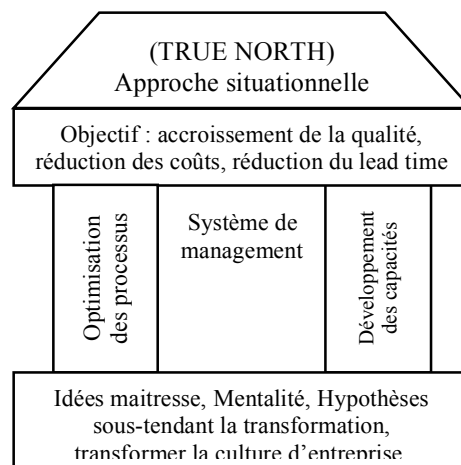 (TRUE NORTH)
Approche situationnelle
Objectif : accroissement de la qualité,
réduction des coûts, réduction du lead time
Optimisation
des processus
Système de
management
Développement
des capacités
Idées maitresse, Mentalité, Hypothèses
sous-tendant la transformation,
transformer la culture d’entreprise